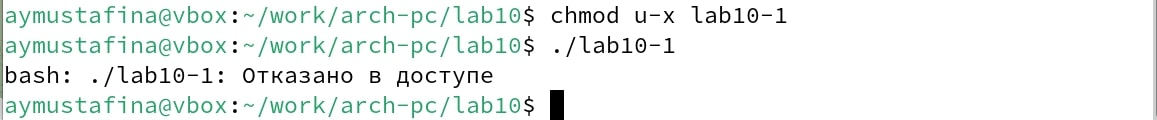 aymustafina@vbox:~/work/arch-pc/lab10$ chmod u-x lab10-1
aymustafina@vbox:~/work/arch-pc/lab10$ ./lab10-1
bash: ./lab10-1: Отказано в доступе
aymustafina@vbox:~/work/arch-pc/lab10$